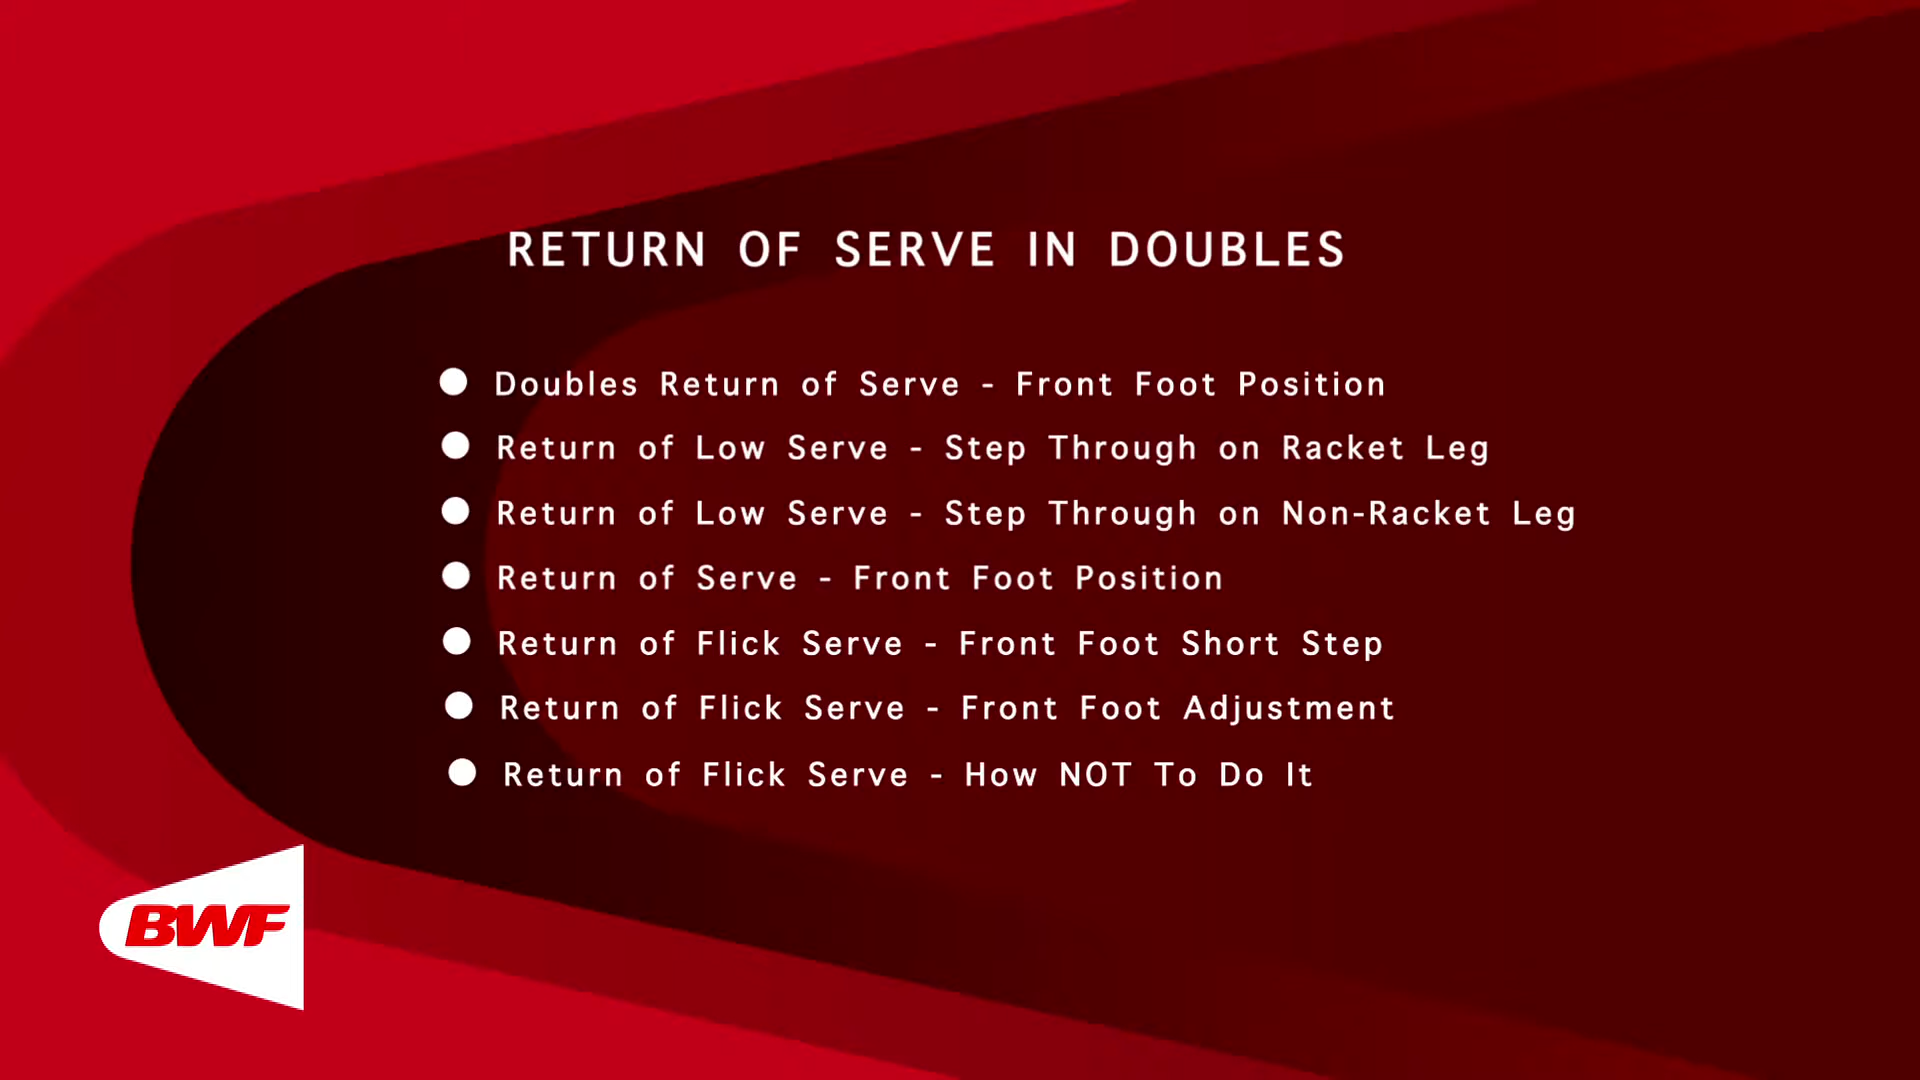 RETURN OF SERVE IN DOUBLES
Doubles Return of Serve - Front Foot Position
Return of Low Serve - Step Through on Racket Leg
Return of Low Serve - Step Through on Non-Racket Leg
Return of Serve - Front Foot Position
Return of Flick Serve - Front Foot Short Step
Return of Flick Serve - Front Foot Adjustment
Return of Flick Serve - How NOT To Do It
BWF